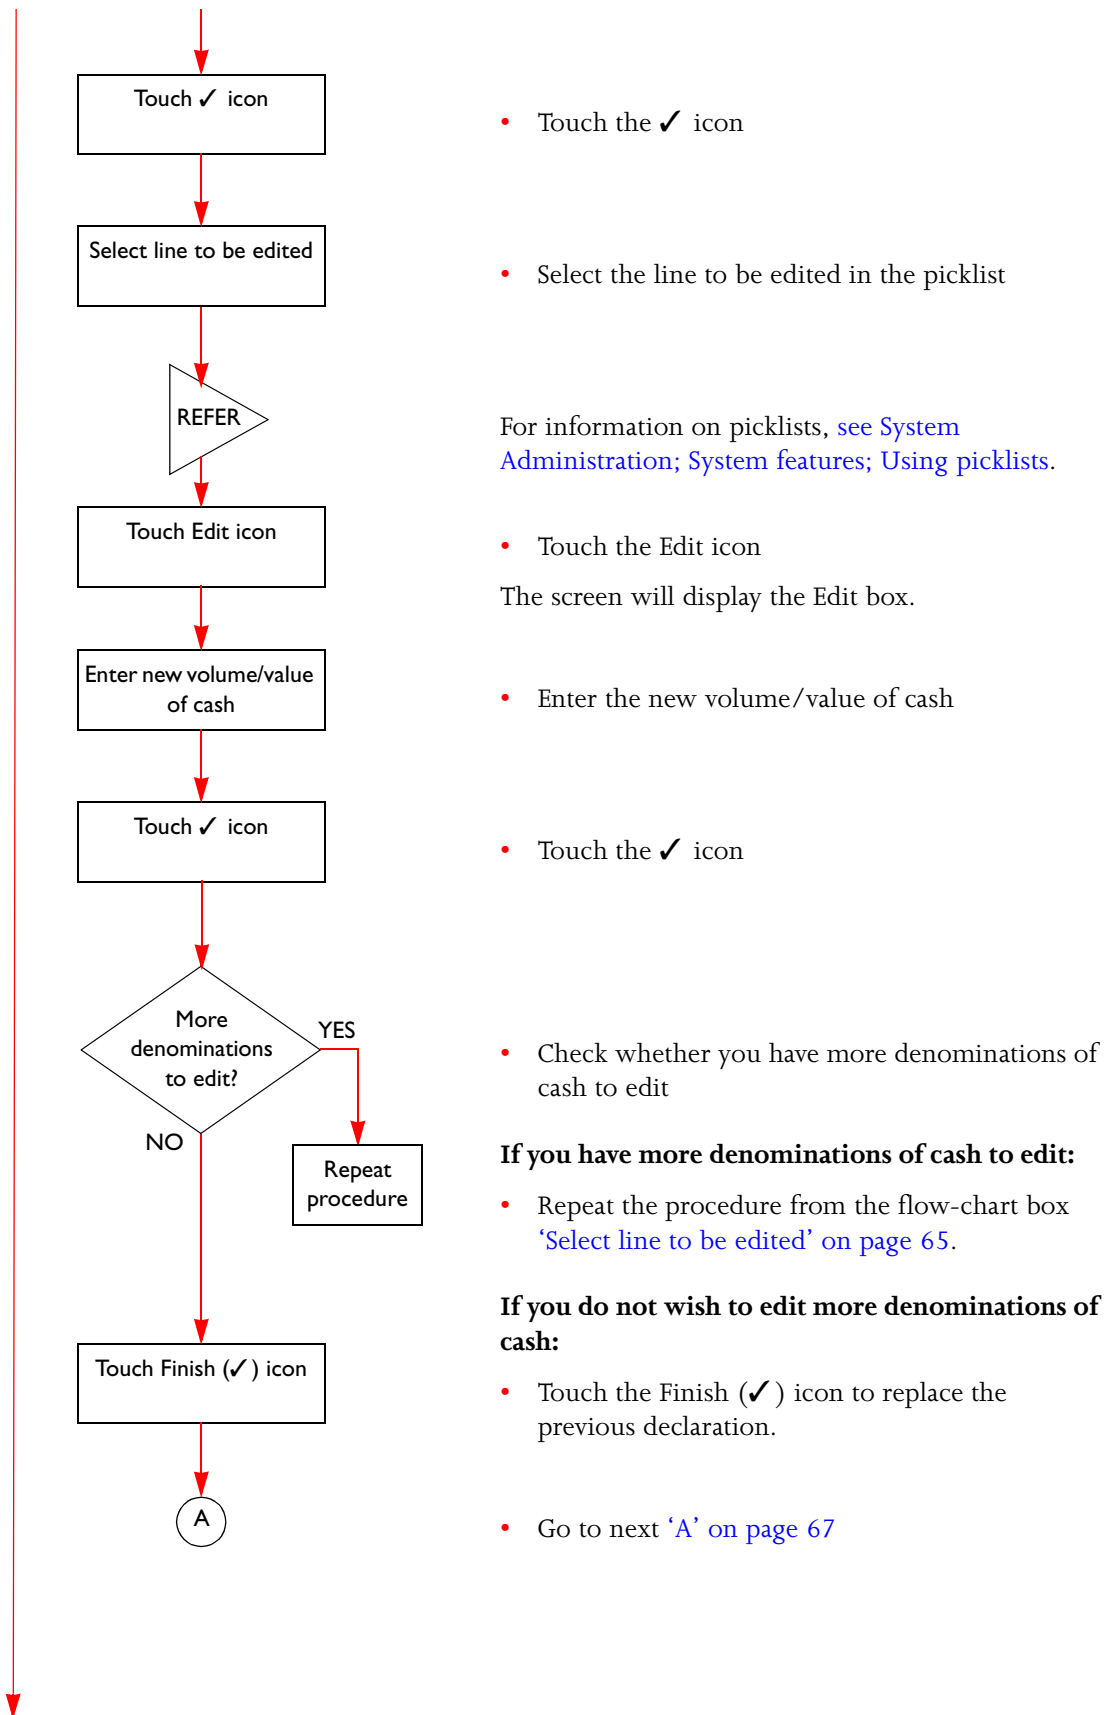 Touch ✓ icon
• Touch the ✓ icon
Select line to be edited
• Select the line to be edited in the picklist
REFER
For information on picklists, see System
Administration; System features; Using picklists.
Touch Edit icon
• Touch the Edit icon
The screen will display the Edit box.
Enter new volume/value
of cash
• Enter the new volume/value of cash
Touch ✓ icon
• Touch the ✓ icon
More
denominations
to edit?
YES
NO
• Check whether you have more denominations of
cash to edit
Repeat
procedure
If you have more denominations of cash to edit:
• Repeat the procedure from the flow-chart box
‘Select line to be edited’ on page 65.
If you do not wish to edit more denominations of
cash:
Touch Finish (✓) icon
• Touch the Finish (✓) icon to replace the
previous declaration.
A
• Go to next ‘A’ on page 67